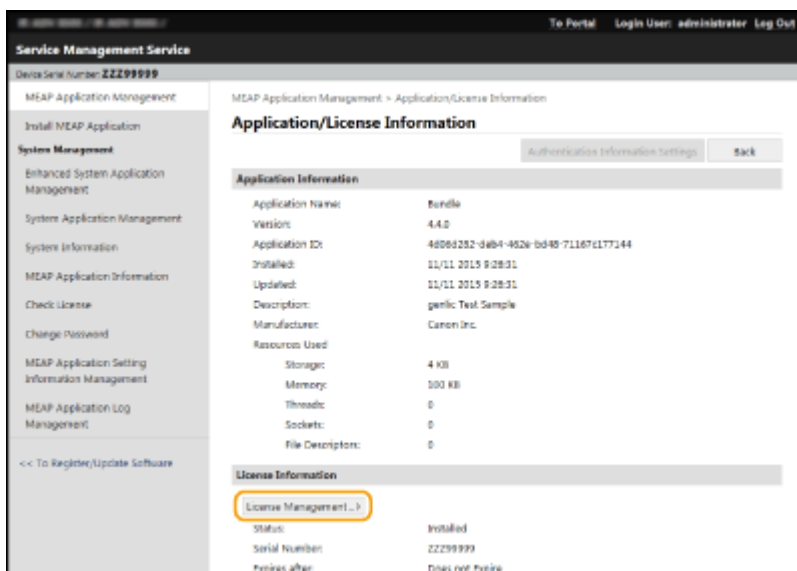 To Portal Login User: administrator Log Out
Service Management Service
Device Serial Number: ZZZ99999
MEAP Application Management
Install MEAP Application
System Management
Enhanced System Application
Management
System Application Management
System Information
MEAP Application Information
Check License
Change Password
MEAP Application Setting
Information Management
MEAP Application Log
Management
<< To Register/Update Software
MEAP Application Management > Application/License Information
Application/License Information
Authentication Information Settings Back
Application Information
Application Name: Bundle
Version: 4.4.0
Application ID:
Installed: 11/11 2015 9:28:31
Updated: 11/11 2015 9:28:31
Description: genlic Test Sample
Manufacturer: Canon Inc.
Resources Used
Storage: 4 KB
Memory: 100 KB
Threads: 0
Sockets: 0
File Descriptors: 0
License Information
License Management...
Status: Installed
Serial Number: ZZZ99999
Expires after: Does not Expire